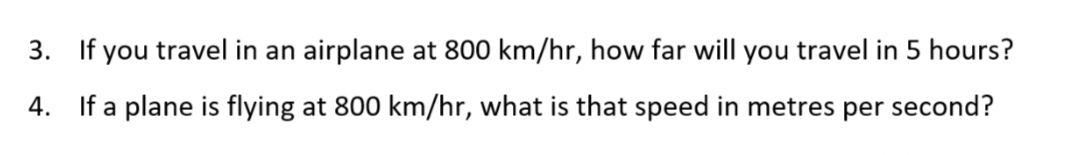 3. If you travel in an airplane at 800 km/hr, how far will you travel in 5 hours?
4. If a plane is flying at 800 km/hr, what is that speed in metres per second?